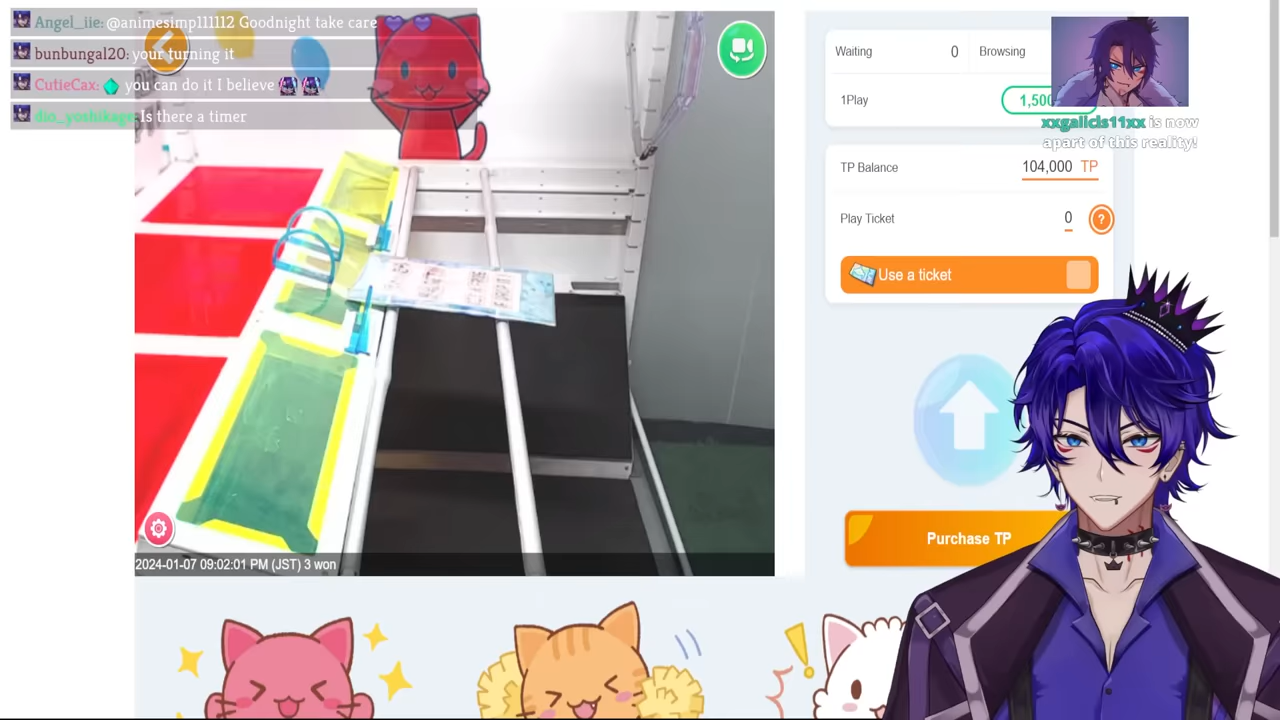 Angel_iie: @animesimp111112 Goodnight take care
bunbungal20: your turning it
CutieCax: you can do it I believe
dio_yoshikage: Is there a timer
Waiting 0 Browsing
1Play 1,500
xxgallcls11xx is now
apart of this reality!
TP Balance 104,000 TP
Play Ticket 0 ?
Use a ticket
Purchase TP
2024-01-07 09:02:01 PM (JST) 3 won